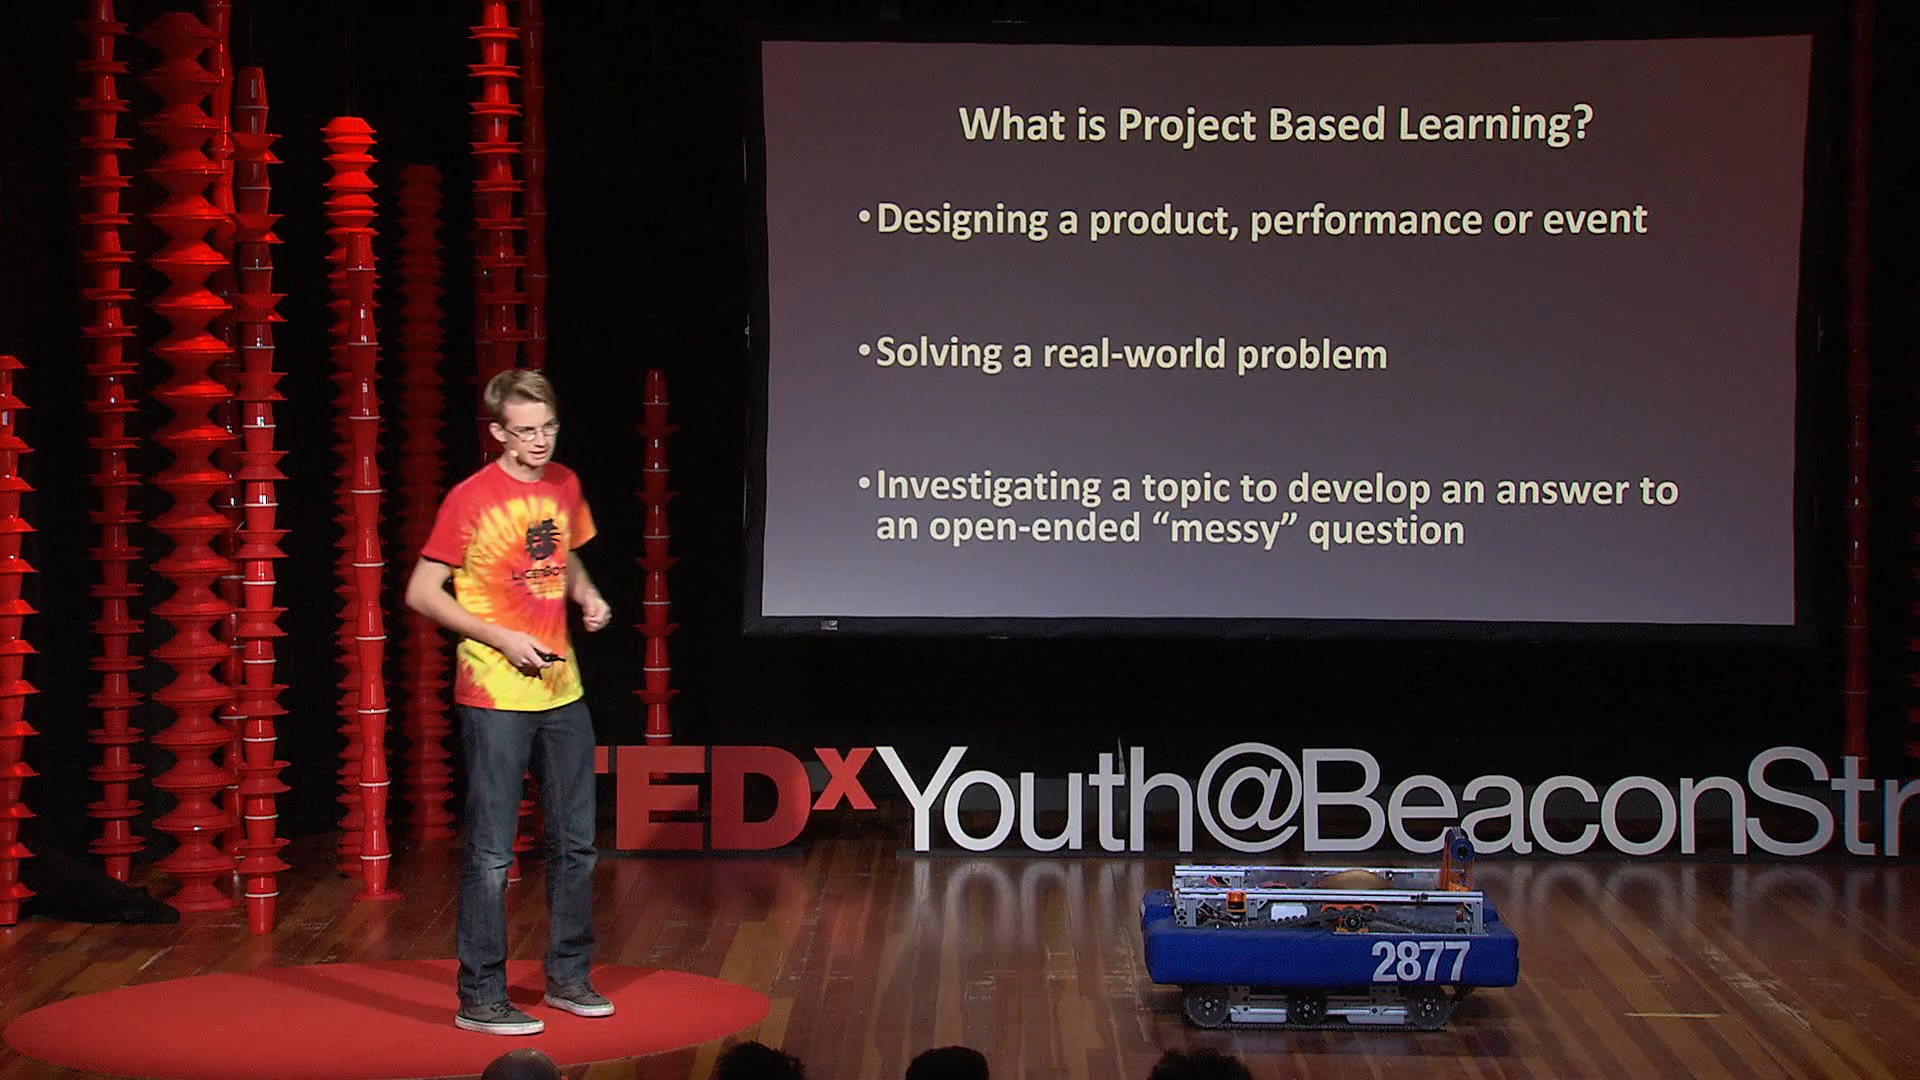 What is Project Based Learning?
•Designing a product, performance or event
•Solving a real-world problem
•Investigating a topic to develop an answer to
an open-ended “messy” question
TEDxYouth@BeaconStr
2877